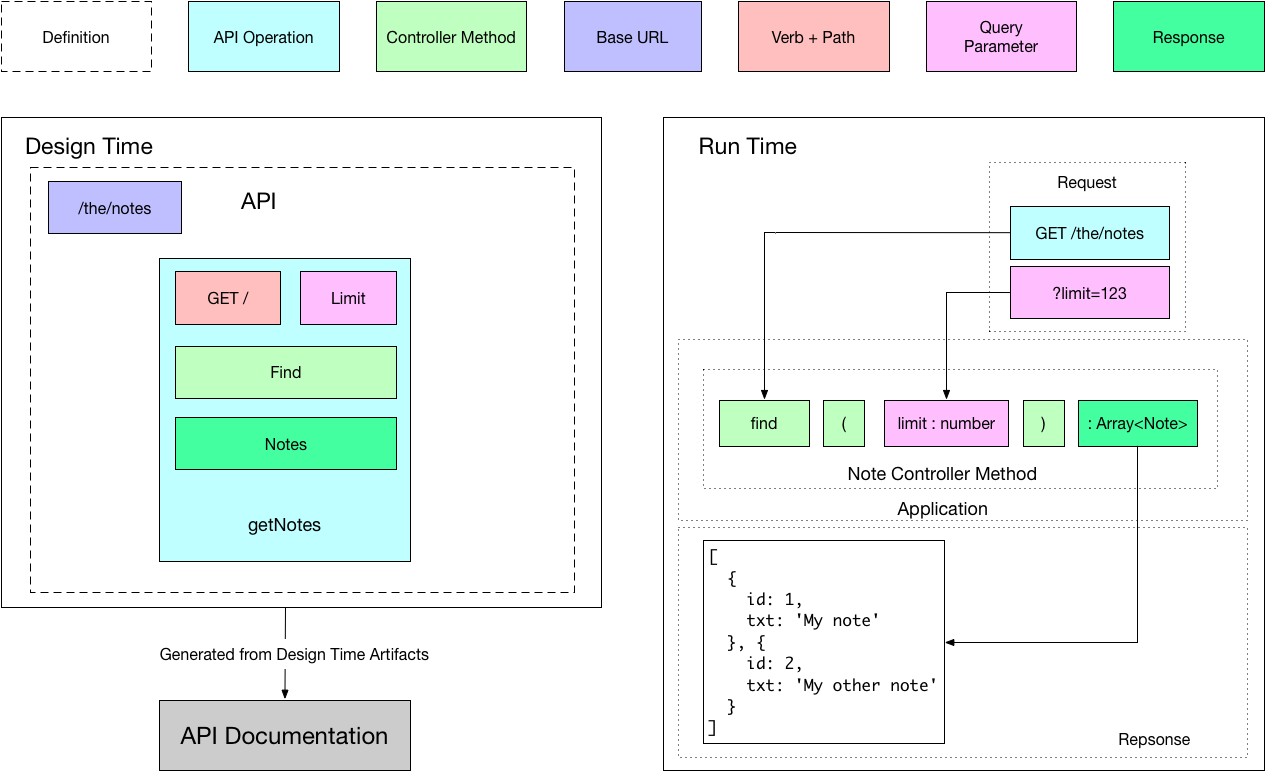 Definition
API Operation
Controller Method
Base URL
Verb + Path
Query
Parameter
Response
Design Time
/the/notes
API
GET /
Limit
Find
Notes
getNotes
Generated from Design Time Artifacts
API Documentation
Run Time
Request
GET /the/notes
?limit=123
find
(
limit : number
)
: Array<Note>
Note Controller Method
Application
[
{
id: 1,
txt: 'My note'
}, {
id: 2,
txt: 'My other note'
}
]
Repsonse